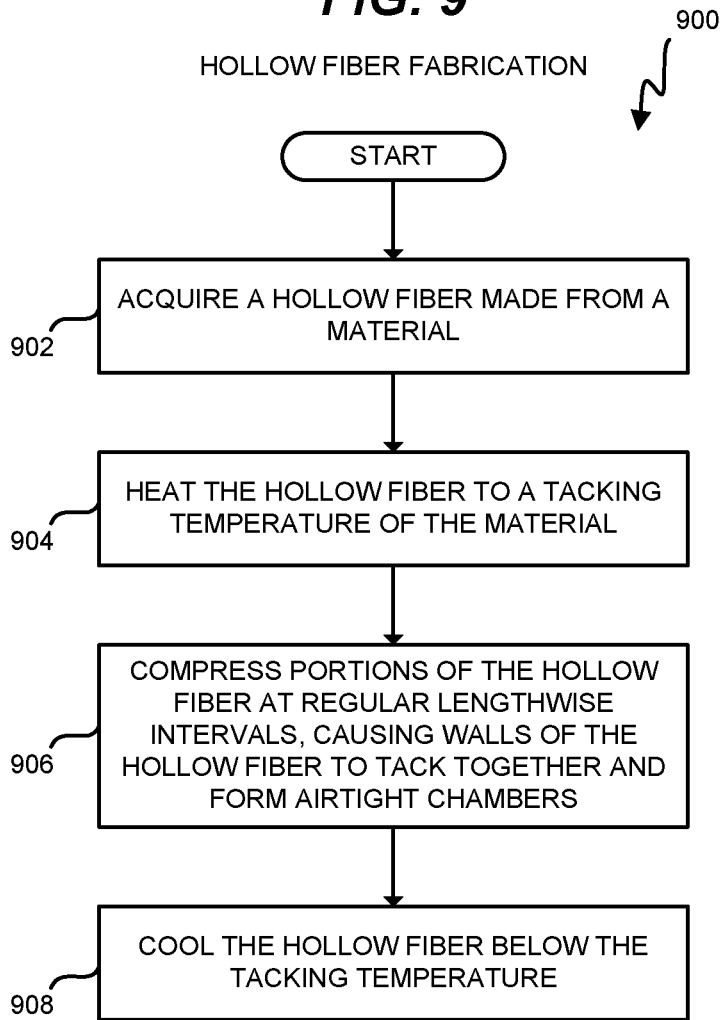 FIG. 9
900
HOLLOW FIBER FABRICATION
START
ACQUIRE A HOLLOW FIBER MADE FROM A
MATERIAL
902
HEAT THE HOLLOW FIBER TO A TACKING
TEMPERATURE OF THE MATERIAL
904
COMPRESS PORTIONS OF THE HOLLOW
FIBER AT REGULAR LENGTHWISE
INTERVALS, CAUSING WALLS OF THE
HOLLOW FIBER TO TACK TOGETHER AND
FORM AIRTIGHT CHAMBERS
906
COOL THE HOLLOW FIBER BELOW THE
TACKING TEMPERATURE
908